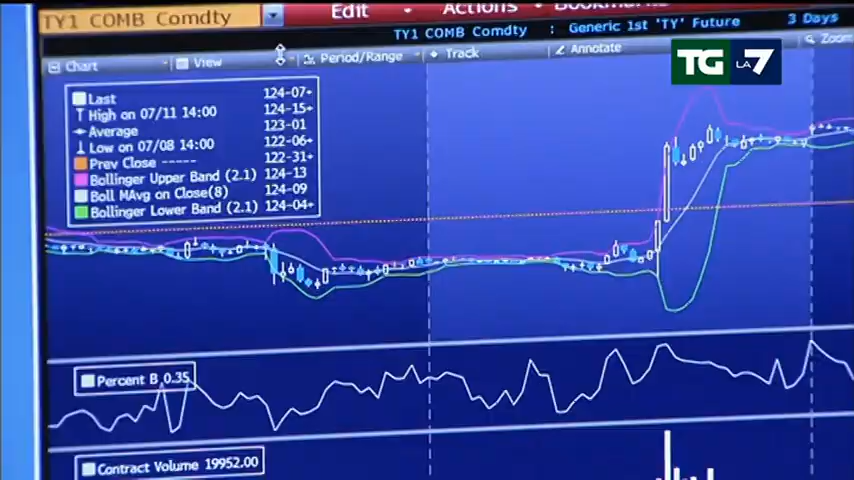 TY1 COMB Comdty
Edit
Actions
Bookmarks
TY1 COMB Comdty : Generic 1st 'TY' Future 3 Days
Chart
View
Period/Range
Track
Annotate
Zoom
TG LA7
Last 124-07+
High on 07/11 14:00 124-15+
Average 123-01
Low on 07/08 14:00 122-06+
Prev Close ----- 122-31+
Bollinger Upper Band (2.1) 124-13
Boll MAvg on Close(8) 124-09
Bollinger Lower Band (2.1) 124-04+
Percent B 0.35
Contract Volume 19952.00